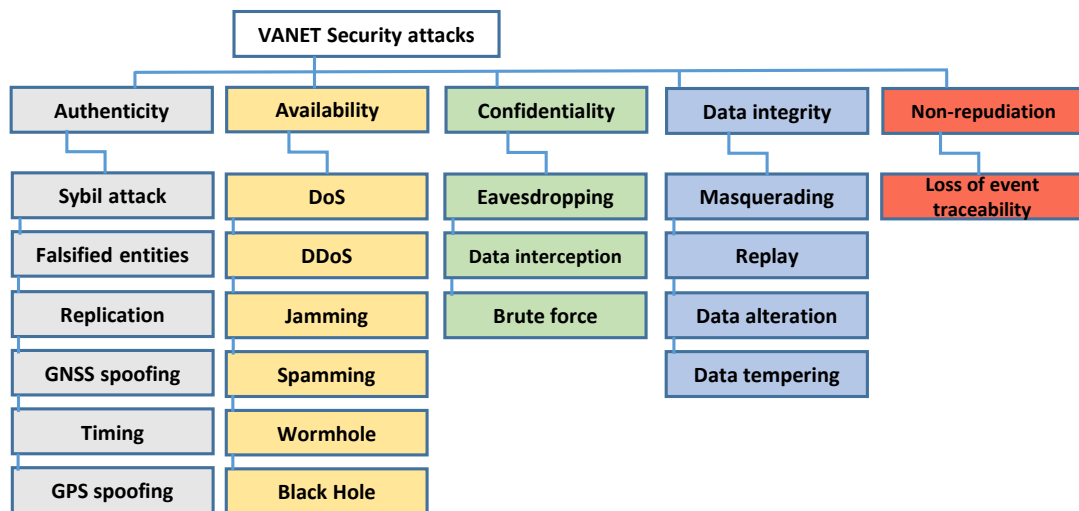 VANET Security attacks
Authenticity
Availability
Confidentiality
Data integrity
Non-repudiation
Sybil attack
Falsified entities
Replication
GNSS spoofing
Timing
GPS spoofing
DoS
DDoS
Jamming
Spamming
Wormhole
Black Hole
Eavesdropping
Data interception
Brute force
Masquerading
Replay
Data alteration
Data tempering
Loss of event
traceability